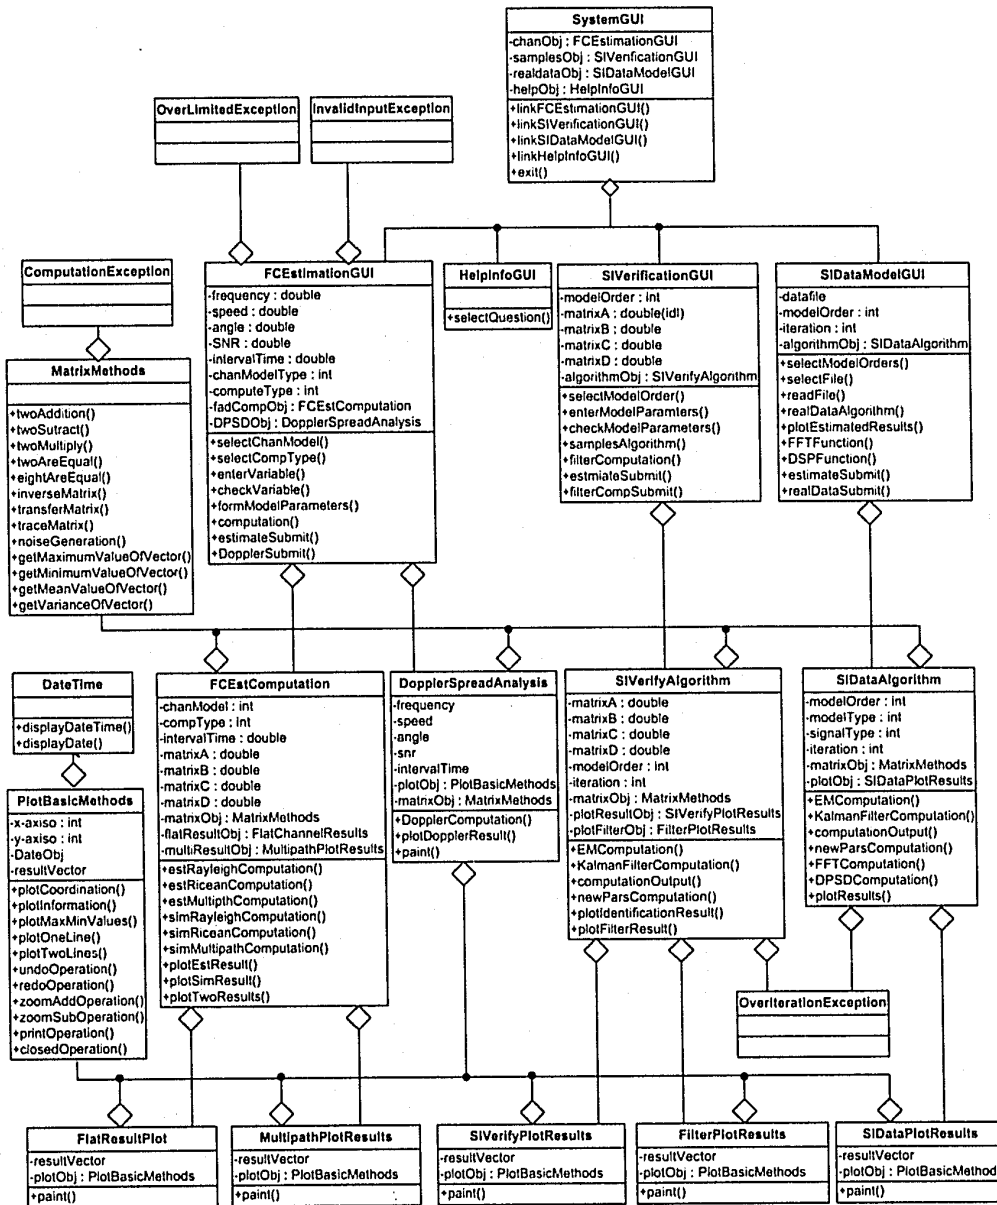 SystemGUI
-chanObj : FCEstimationGUI
-samplesObj : SIVerificationGUI
-realdataObj : SIDataModelGUI
-helpObj : HelpInfoGUI
+linkFCEstimationGUI()
+linkSIVerificationGUI()
+linkSIDataModelGUI()
+linkHelpInfoGUI()
+exit()
OverLimitedException
InvalidInputException
ComputationException
FCEstimationGUI
-frequency : double
-speed : double
-angle : double
-SNR : double
-intervalTime : double
-chanModelType : int
-computeType : int
-fadCompObj : FCEstComputation
-DPSDObj : DopplerSpreadAnalysis
+selectChanModel()
+selectCompType()
+enterVariable()
+checkVariable()
+formModelParameters()
+computation()
+estimateSubmit()
+DopplerSubmit()
HelpInfoGUI
+selectQuestion()
SIVerificationGUI
-modelOrder : int
-matrixA : double(idl)
-matrixB : double
-matrixC : double
-matrixD : double
-algorithmObj : SIVerifyAlgorithm
+selectModelOrder()
+enterModelParamters()
+checkModelParameters()
+samplesAlgorithm()
+filterComputation()
+estmiateSubmit()
+filterCompSubmit()
SIDataModelGUI
-datafile
-modelOrder : int
-iteration : int
-algorithmObj : SIDataAlgorithm
+selectModelOrders()
+selectFile()
+readFile()
+realDataAlgorithm()
+plotEstimatedResults()
+FFTFunction()
+DSPFunction()
+estimateSubmit()
+realDataSubmit()
MatrixMethods
+twoAddition()
+twoSutract()
+twoMultiply()
+twoAreEqual()
+eightAreEqual()
+inverseMatrix()
+transferMatrix()
+traceMatrix()
+noiseGeneration()
+getMaximumValueOfVector()
+getMinimumValueOfVector()
+getMeanValueOfVector()
+getVarianceOfVector()
DateTime
+displayDateTime()
+displayDate()
FCEstComputation
-chanModel : int
-compType : int
-intervalTime : double
-matrixA : double
-matrixB : double
-matrixC : double
-matrixD : double
-matrixObj : MatrixMethods
-flatResultObj : FlatChannelResults
-multiResultObj : MultipathPlotResults
+estRayleighComputation()
+estRiceanComputation()
+estMultipthComputation()
+simRayleighComputation()
+simRiceanComputation()
+simMultipathComputation()
+plotEstResult()
+plotSimResult()
+plotTwoResults()
DopplerSpreadAnalysis
-frequency
-speed
-angle
-snr
-intervalTime
-plotObj : PlotBasicMethods
-matrixObj : MatrixMethods
+DopplerComputation()
+plotDopplerResult()
+paint()
SIVerifyAlgorithm
-matrixA : double
-matrixB : double
-matrixC : double
-matrixD : double
-modelOrder : int
-iteration : int
-matrixObj : MatrixMethods
-plotResultObj : SIVerifyPlotResults
-plotFilterObj : FilterPlotResults
+EMComputation()
+KalmanFilterComputation()
+computationOutput()
+newParsComputation()
+plotIdentificationResult()
+plotFilterResult()
SIDataAlgorithm
-modelOrder : int
-modelType : int
-signalType : int
-iteration : int
-matrixObj : MatrixMethods
-plotObj : SIDataPlotResults
+EMComputation()
+KalmanFilterComputation()
+computationOutput()
+newParsComputation()
+FFTComputation()
+DPSDComputation()
+plotResults()
PlotBasicMethods
-x-axiso : int
-y-axiso : int
-DateObj
-resultVector
+plotCoordination()
+plotInformation()
+plotMaxMinValues()
+plotOneLine()
+plotTwoLines()
+undoOperation()
+redoOperation()
+zoomAddOperation()
+zoomSubOperation()
+printOperation()
+closedOperation()
OverIterationException
FlatResultPlot
-resultVector
-plotObj : PlotBasicMethods
+paint()
MultipathPlotResults
-resultVector
-plotObj : PlotBasicMethods
+paint()
SIVerifyPlotResults
-resultVector
-plotObj : PlotBasicMethods
+paint()
FilterPlotResults
-resultVector
-plotObj : PlotBasicMethods
+paint()
SIDataPlotResults
-resultVector
-plotObj : PlotBasicMethod
+paint()